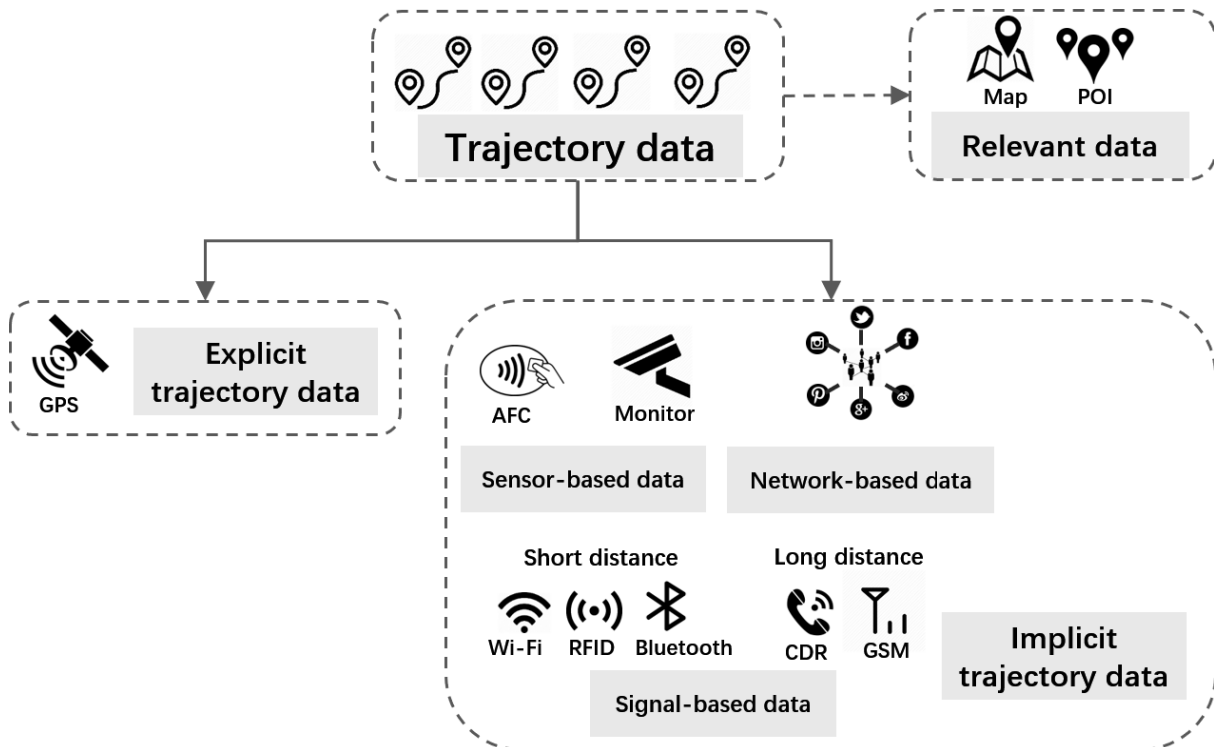 Map
POI
Trajectory data
Relevant data
GPS
Explicit
trajectory data
AFC
Monitor
g+
Sensor-based data
Network-based data
Short distance
Long distance
Wi-Fi
RFID
Bluetooth
CDR
GSM
Implicit
trajectory data
Signal-based data